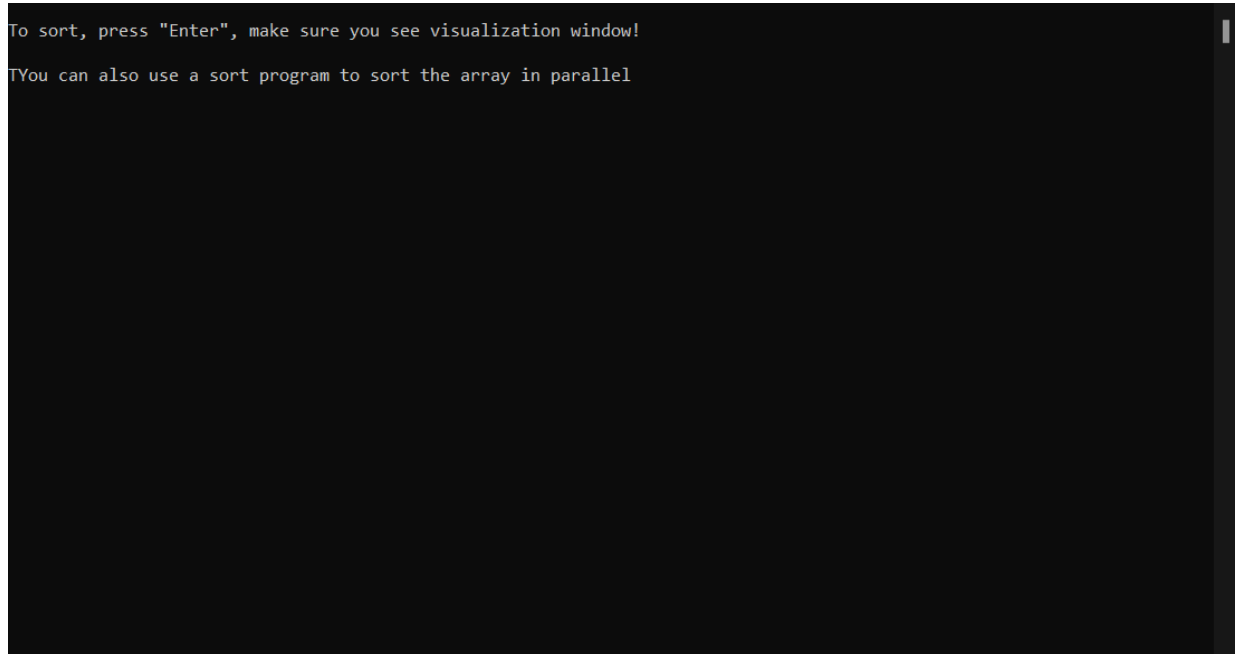 To sort, press "Enter", make sure you see visualization window!
TYou can also use a sort program to sort the array in parallel